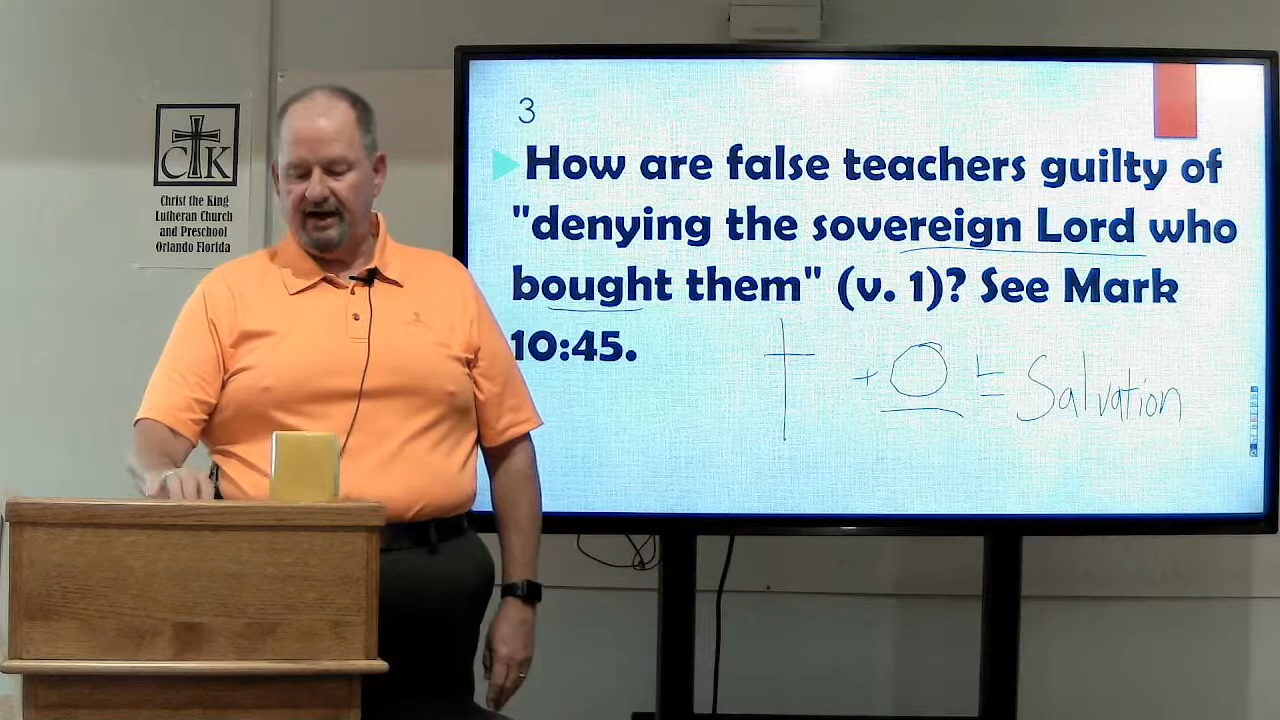 CTK
Christ the King
Lutheran Church
and Preschool
Orlando Florida
3
How are false teachers guilty of
"denying the sovereign Lord who
bought them" (v. 1)? See Mark
10:45.
+ O = Salvation